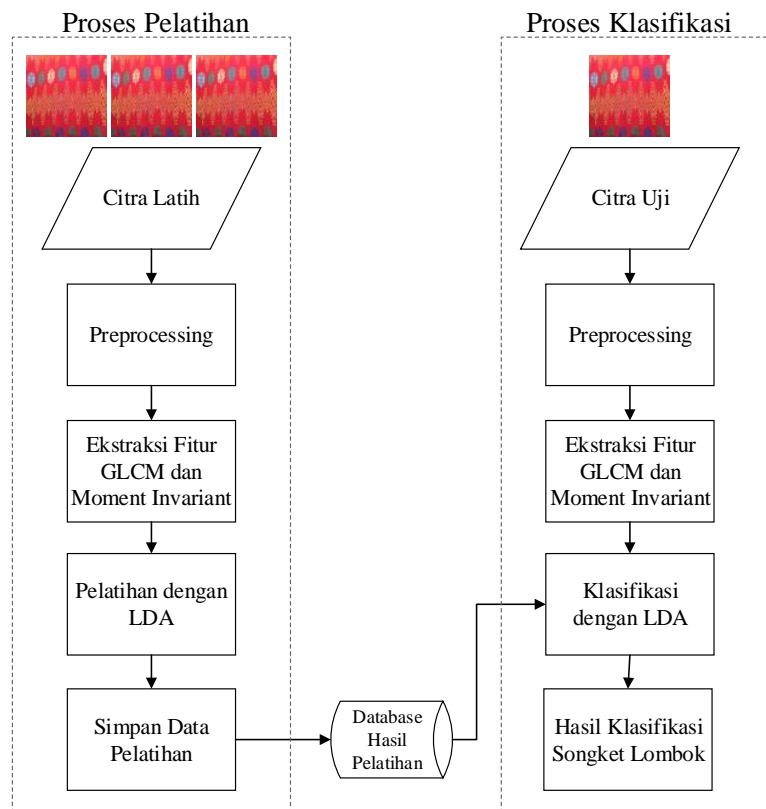 Proses Pelatihan
Citra Latih
Preprocessing
Ekstraksi Fitur
GLCM dan
Moment Invariant
Pelatihan dengan
LDA
Simpan Data
Pelatihan
Database
Hasil
Pelatihan
Proses Klasifikasi
Citra Uji
Preprocessing
Ekstraksi Fitur
GLCM dan
Moment Invariant
Klasifikasi
dengan LDA
Hasil Klasifikasi
Songket Lombok